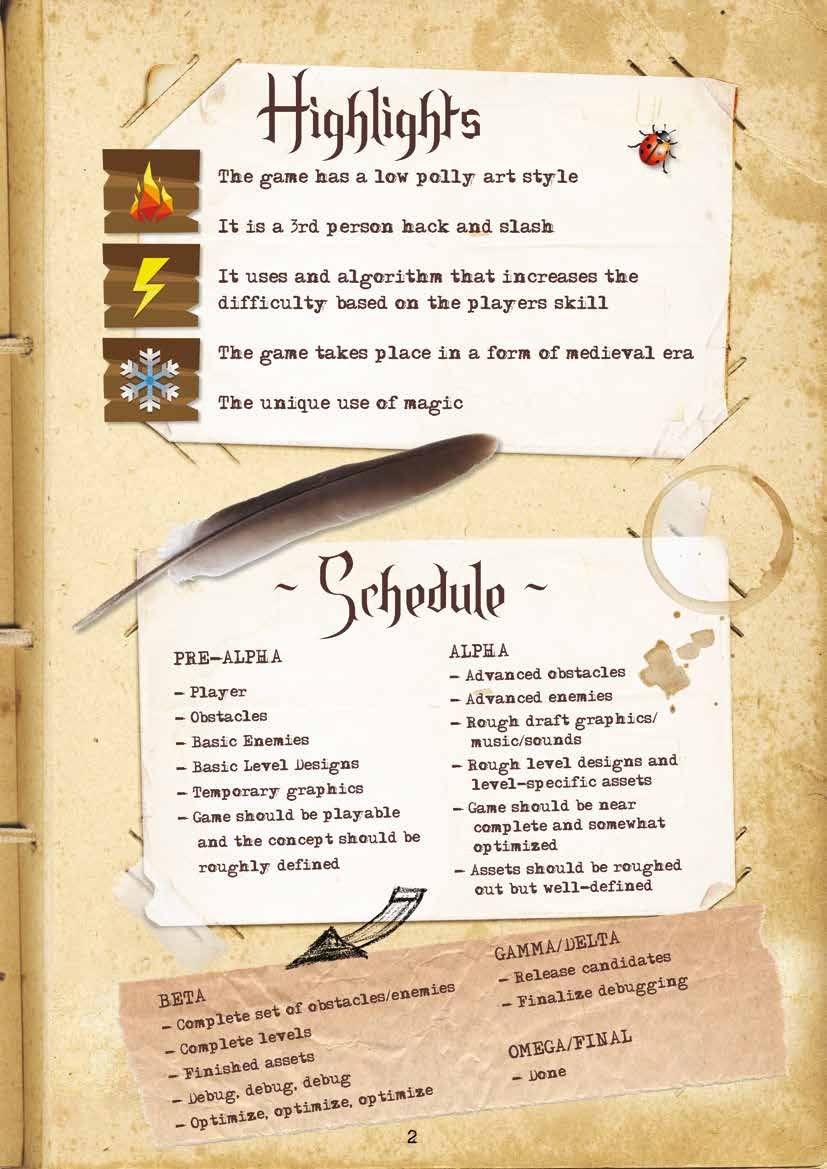 Highlights
The game has a low polly art style
It is a 3rd person hack and slash
It uses and algorithm that increases the
difficulty based on the players skill
The game takes place in a form of medieval era
The unique use of magic
~ Schedule ~
PRE-ALPHA
- Player
- Obstacles
- Basic Enemies
- Basic Level Designs
- Temporary graphics
- Game should be playable
and the concept should be
roughly defined
ALPHA
- Advanced obstacles
- Advanced enemies
- Rough draft graphics/
music/sounds
- Rough level designs and
level-specific assets
- Game should be near
complete and somewhat
optimized
- Assets should be roughed
out but well-defined
BETA
- Complete set of obstacles/enemies
- Complete levels
- Finished assets
- Debug, debug, debug
- Optimize, optimize, optimize
GAMMA/DELTA
- Release candidates
- Finalize debugging
OMEGA/FINAL
- Done
2